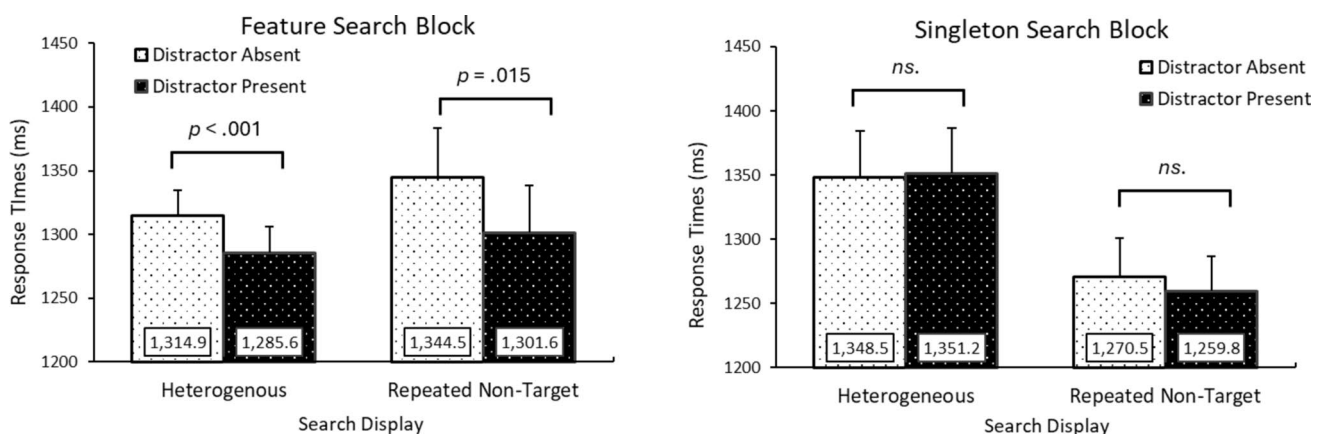 Feature Search Block
Distractor Absent
Distractor Present
p < .001
p = .015
Response TImes (ms)
1450
1400
1350
1300
1250
1200
1,314.9
1,285.6
1,344.5
1,301.6
Heterogenous
Repeated Non-Target
Search Display
Singleton Search Block
Distractor Absent
Distractor Present
ns.
ns.
Response Times (ms)
1450
1400
1350
1300
1250
1200
1,348.5
1,351.2
1,270.5
1,259.8
Heterogeneous
Repeated Non-Target
Search Display